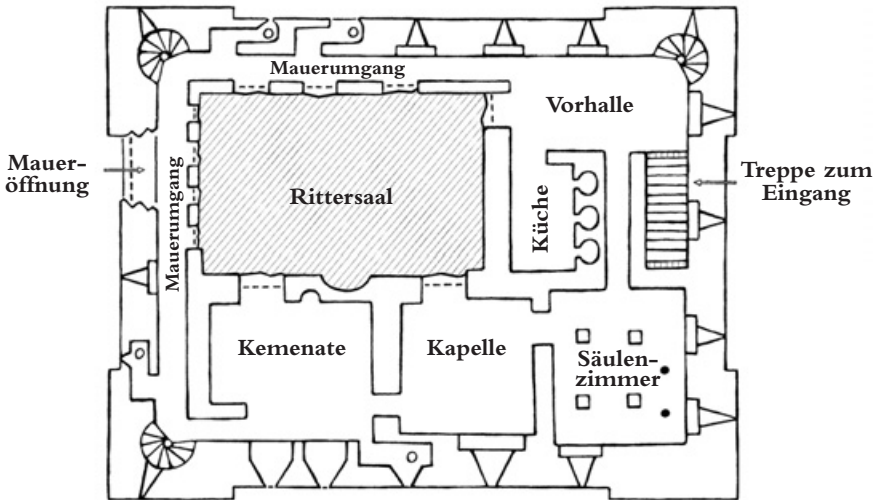 Mauerumgang
Vorhalle
Mauer-
öffnung
Mauerumgang
Rittersaal
Küche
Treppe zum
Eingang
Kemenate
Kapelle
Säulen-
zimmer